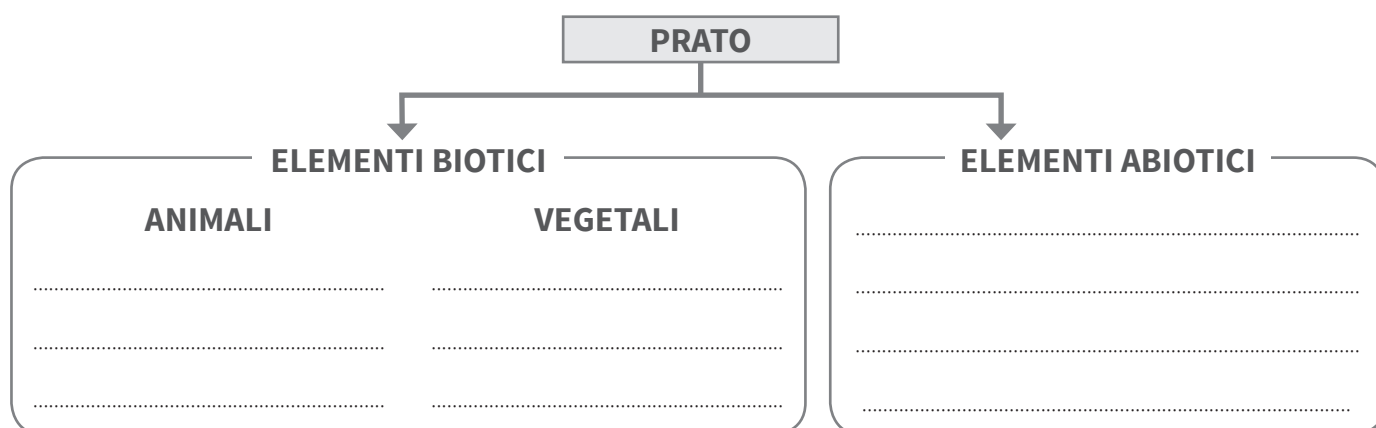 PRATO
ELEMENTI BIOTICI
ELEMENTI ABIOTICI
ANIMALI
VEGETALI